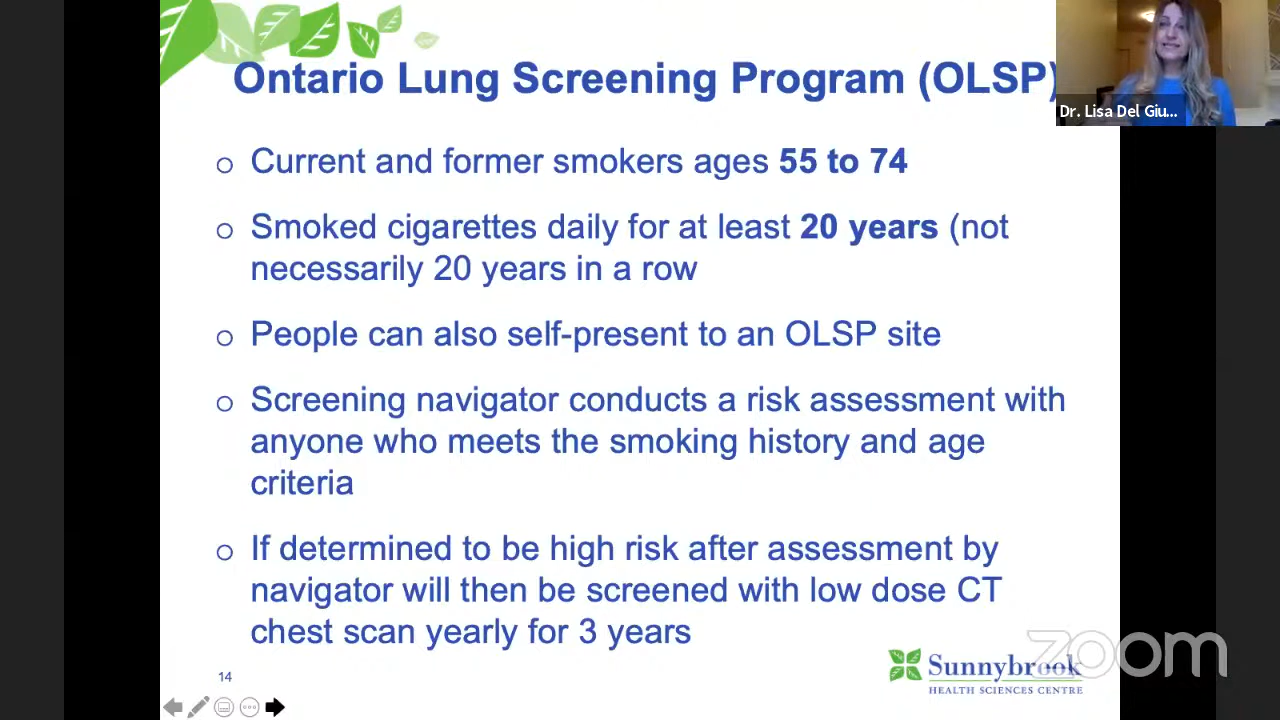 Ontario Lung Screening Program (OLSP)
Dr. Lisa Del Giu...
o Current and former smokers ages 55 to 74
o Smoked cigarettes daily for at least 20 years (not
necessarily 20 years in a row
o People can also self-present to an OLSP site
o Screening navigator conducts a risk assessment with
anyone who meets the smoking history and age
criteria
o If determined to be high risk after assessment by
navigator will then be screened with low dose CT
chest scan yearly for 3 years
14
Sunnybrook
HEALTH SCIENCES CENTRE
zoom